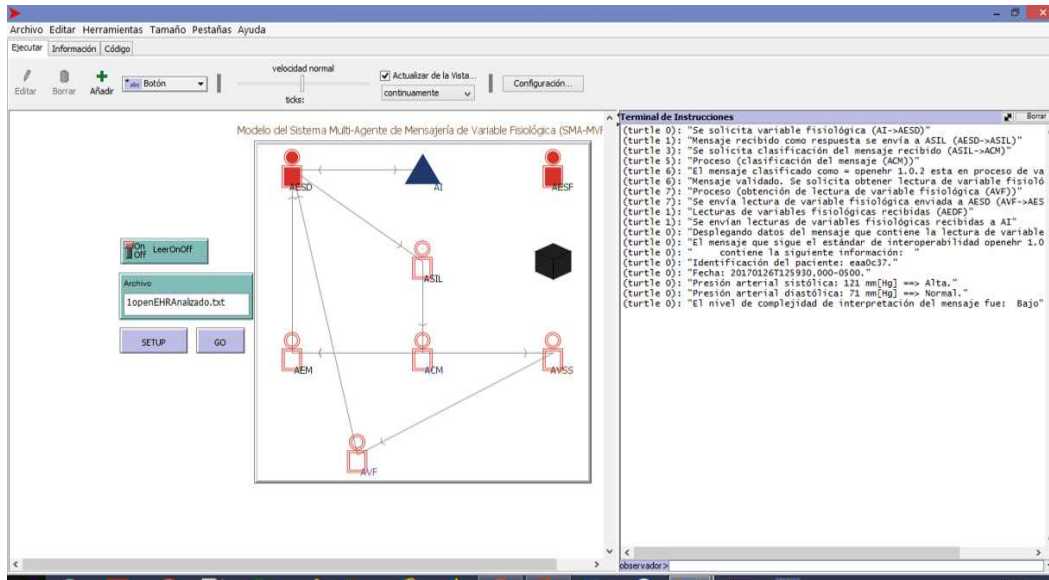 Archivo Editar Herramientas Tamaño Pestañas Ayuda
Ejecutar Información Código
Editar Borrar Añadir abc Botón velocidad normal ticks: Actualizar de la Vista... continuamente Configuración...
Modelo del Sistema Multi-Agente de Mensajería de Variable Fisiológica (SMA-MVF
AESD AI AESF
On
Off LeerOnOff
ASIL
Archivo
1openEHRAnalizado.txt
SETUP GO
AEM ACM AVSS
AVF
Terminal de Instrucciones Borrar
(turtle 0): "Se solicita variable fisiológica (AI->AESD)"
(turtle 1): "Mensaje recibido como respuesta se envía a ASIL (AESD->ASIL)"
(turtle 3): "Se solicita clasificación del mensaje recibido (ASIL->ACM)"
(turtle 5): "Proceso (clasificación del mensaje (ACM))"
(turtle 6): "El mensaje clasificado como = openehr 1.0.2 esta en proceso de va
(turtle 6): "Mensaje validado. Se solicita obtener lectura de variable fisioló
(turtle 7): "Proceso (obtención de lectura de variable fisiológica (AVF))"
(turtle 7): "Se envía lectura de variable fisiológica enviada a AESD (AVF->AES
(turtle 1): "Lecturas de variables fisiológicas recibidas (AEDF)"
(turtle 1): "Se envían lecturas de variables fisiológicas recibidas a AI"
(turtle 0): "Desplegando datos del mensaje que contiene la lectura de variable
(turtle 0): "El mensaje que sigue el estándar de interoperabilidad openehr 1.0
(turtle 0): " contiene la siguiente información: "
(turtle 0): "Identificación del paciente: eaa0c37."
(turtle 0): "Fecha: 20170126T125930,000-0500."
(turtle 0): "Presión arterial sistólica: 121 mm[Hg] ==> Alta."
(turtle 0): "Presión arterial diastólica: 71 mm[Hg] ==> Normal."
(turtle 0): "El nivel de complejidad de interpretación del mensaje fue: Bajo"
observador>